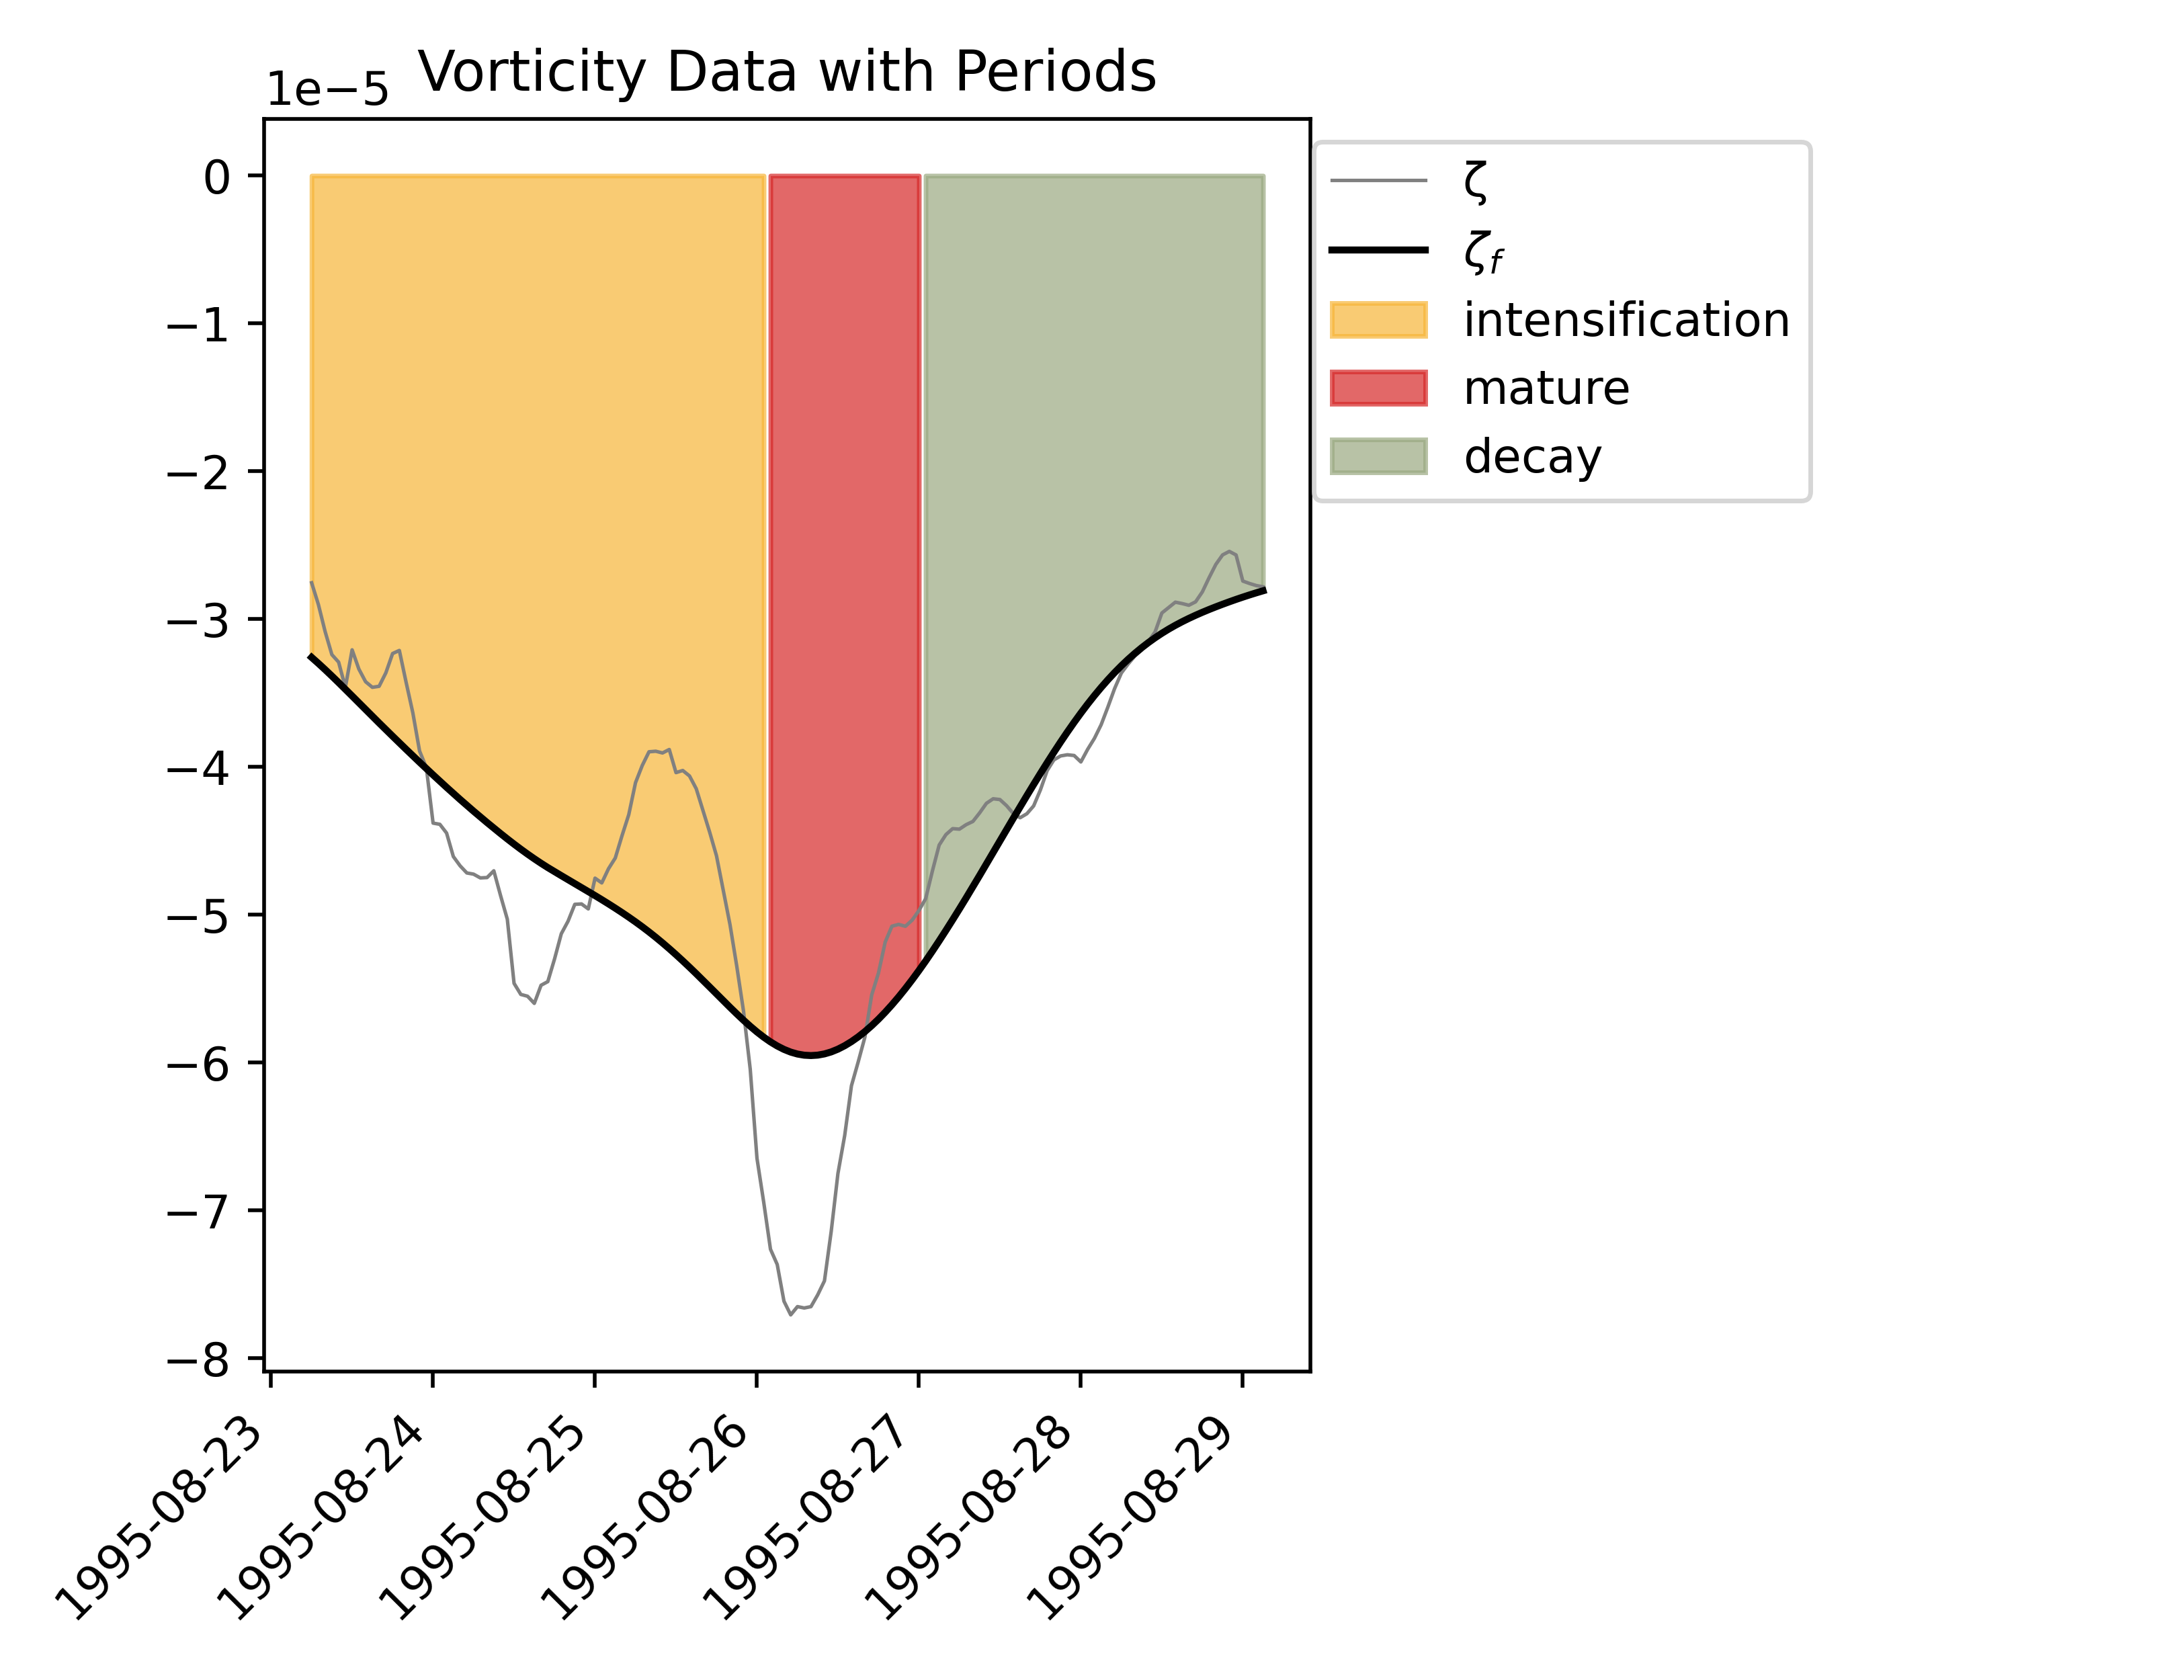 Vorticity Data with Periods
1e−5
0
−1
−2
−3
−4
−5
−6
−7
−8
1995-08-23
1995-08-24
1995-08-25
1995-08-26
1995-08-27
1995-08-28
1995-08-29
ζ
ζf
intensification
mature
decay